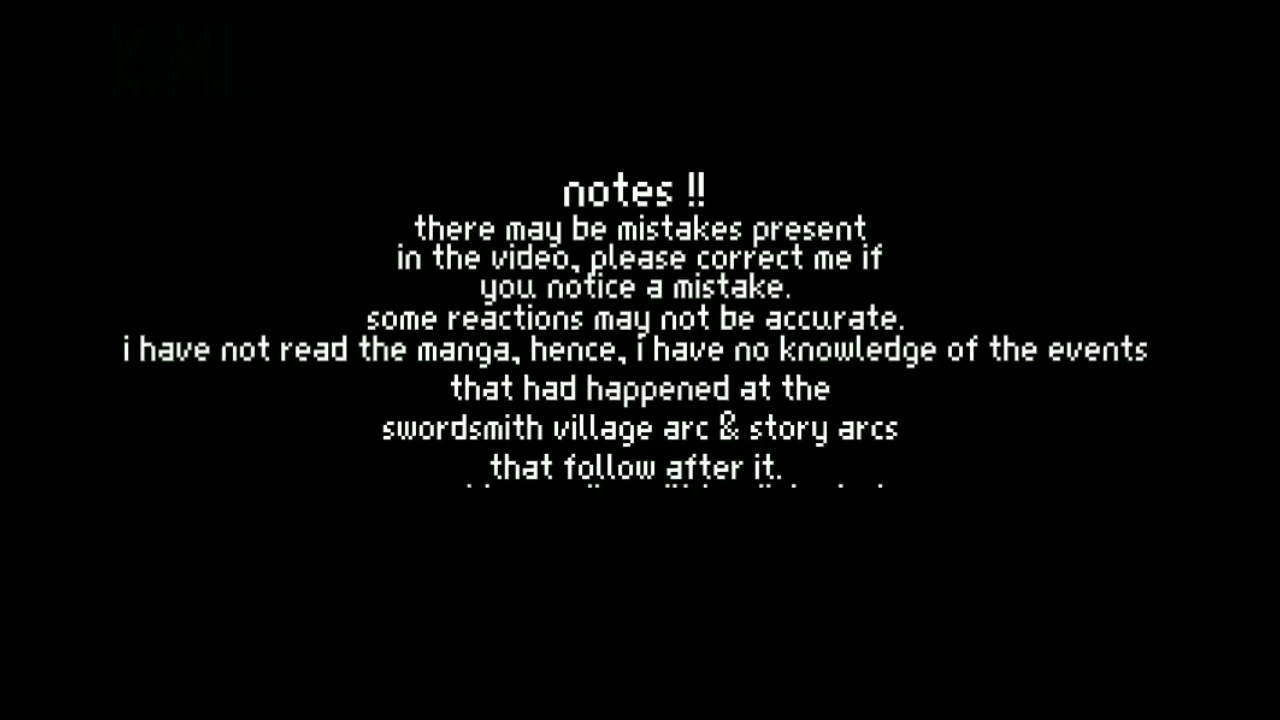 notes !!
there may be mistakes present
in the video, please correct me if
you notice a mistake.
some reactions may not be accurate.
i have not read the manga, hence, i have no knowledge of the events
that had happened at the
swordsmith village arc & story arcs
that follow after it.